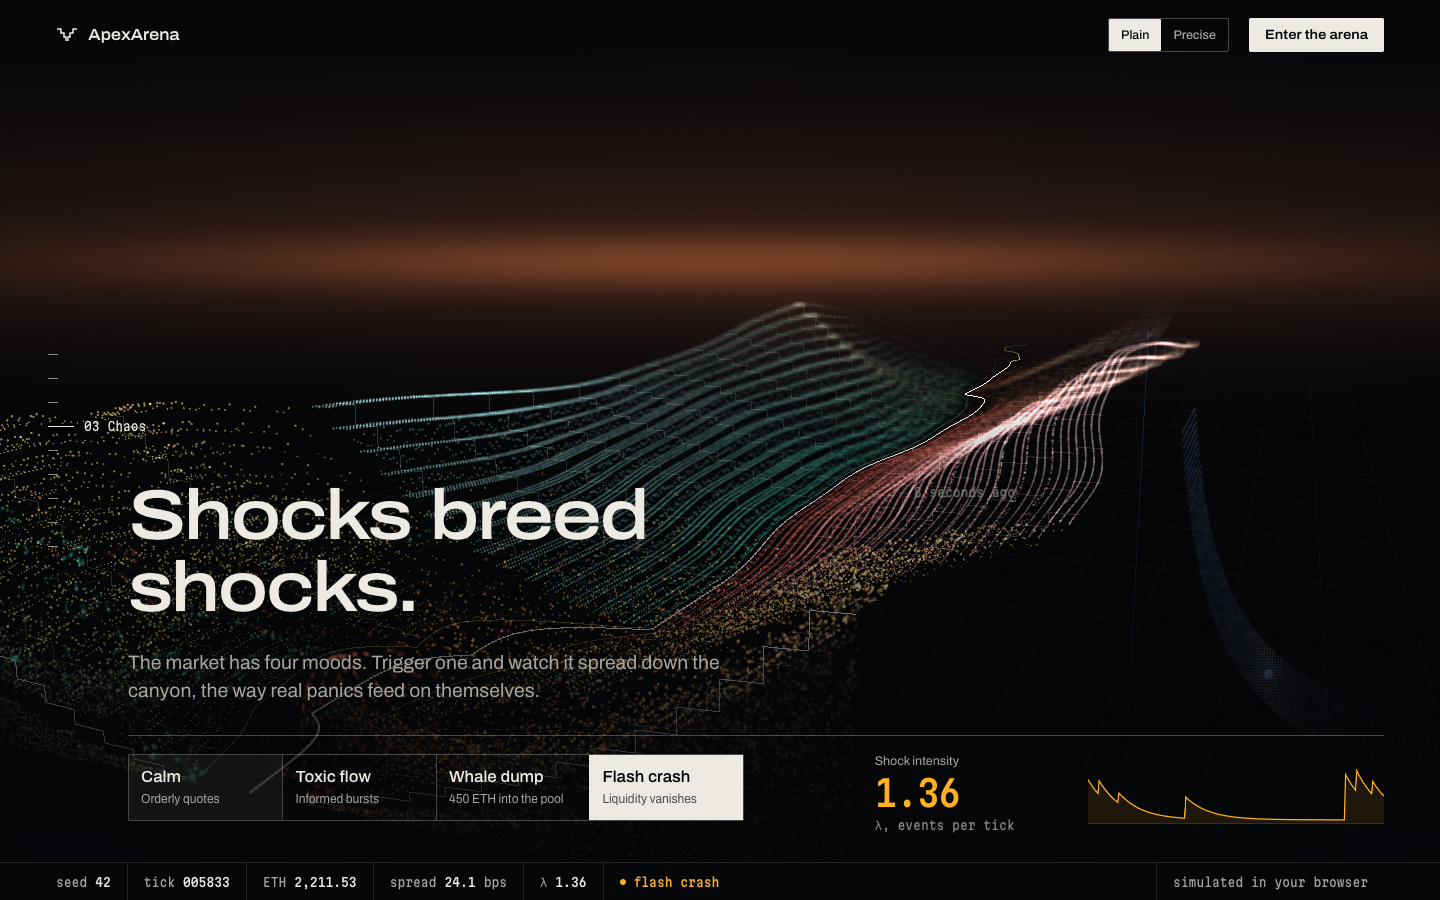 ApexArena
Plain Precise
Enter the arena
03 Chaos
8 seconds ago
Shocks breed
shocks.
The market has four moods. Trigger one and watch it spread down the
canyon, the way real panics feed on themselves.
Calm
Orderly quotes
Toxic flow
Informed bursts
Whale dump
450 ETH into the pool
Flash crash
Liquidity vanishes
Shock intensity
1.36
λ, events per tick
seed 42 tick 005833 ETH 2,211.53 spread 24.1 bps λ 1.36 flash crash simulated in your browser